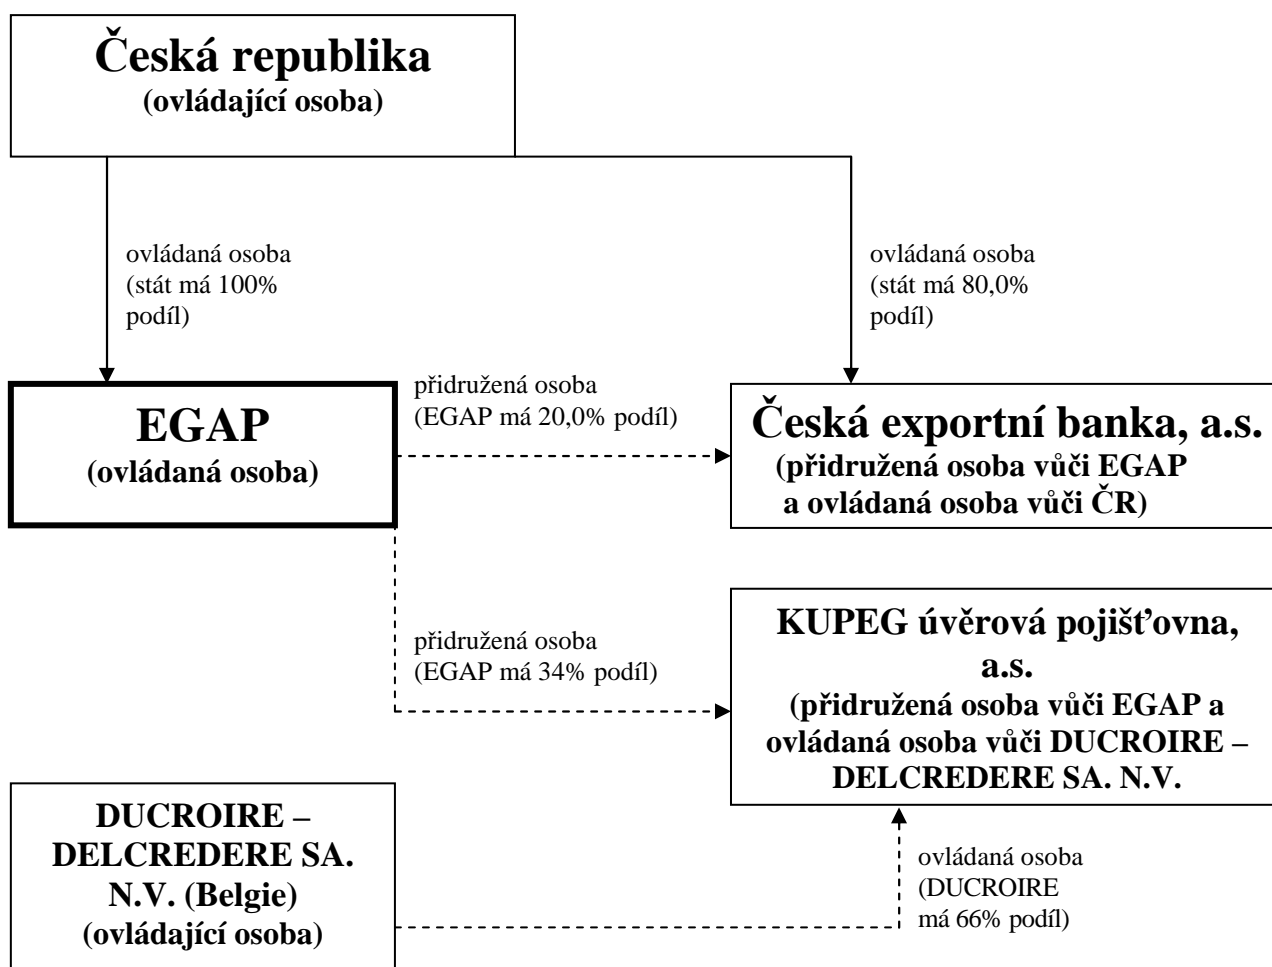 Česká republika
(ovládající osoba)
ovládaná osoba
(stát má 100%
podíl)
ovládaná osoba
(stát má 80,0%
podíl)
EGAP
(ovládaná osoba)
přidružená osoba
(EGAP má 20,0% podíl)
Česká exportní banka, a.s.
(přidružená osoba vůči EGAP
a ovládaná osoba vůči ČR)
přidružená osoba
(EGAP má 34% podíl)
KUPEG úvěrová pojišťovna,
a.s.
(přidružená osoba vůči EGAP a
ovládaná osoba vůči DUCROIRE –
DELCREDERE SA. N.V.
DUCROIRE –
DELCREDERE SA.
N.V. (Belgie)
(ovládající osoba)
ovládaná osoba
(DUCROIRE
má 66% podíl)